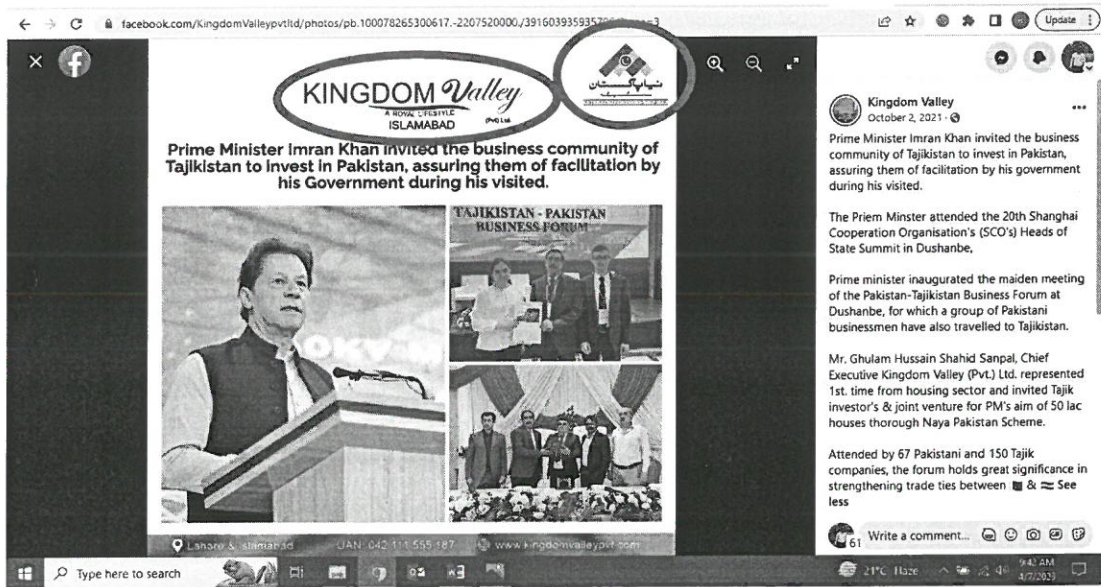 facebook.com/KingdomValleypvtltd/photos/pb.100078265300617.-2207520000./
Update
KINGDOM Valley
A ROYAL LIFESTYLE
(Pvt) Ltd
ISLAMABAD
نیا پاکستان
Prime Minister Imran Khan invited the business community of
Tajikistan to invest in Pakistan, assuring them of facilitation by
his Government during his visited.
TAJIKISTAN - PAKISTAN
BUSINESS FORUM
Lahore & Islamabad
UAN: 042 111 555 187
www.kingdomvalleypvt.com
Kingdom Valley
October 2, 2021
Prime Minister Imran Khan invited the business
community of Tajikistan to invest in Pakistan,
assuring them of facilitation by his government
during his visited.
The Priem Minster attended the 20th Shanghai
Cooperation Organisation's (SCO's) Heads of
State Summit in Dushanbe,
Prime minister inaugurated the maiden meeting
of the Pakistan-Tajikistan Business Forum at
Dushanbe, for which a group of Pakistani
businessmen have also travelled to Tajikistan.
Mr. Ghulam Hussain Shahid Sanpal, Chief
Executive Kingdom Valley (Pvt.) Ltd. represented
1st. time from housing sector and invited Tajik
investor's & joint venture for PM's aim of 50 lac
houses thorough Naya Pakistan Scheme.
Attended by 67 Pakistani and 150 Tajik
companies, the forum holds great significance in
strengthening trade ties between & See
less
Write a comment...
61
Type here to search
21°C Haze
9:42 AM
4/7/2023